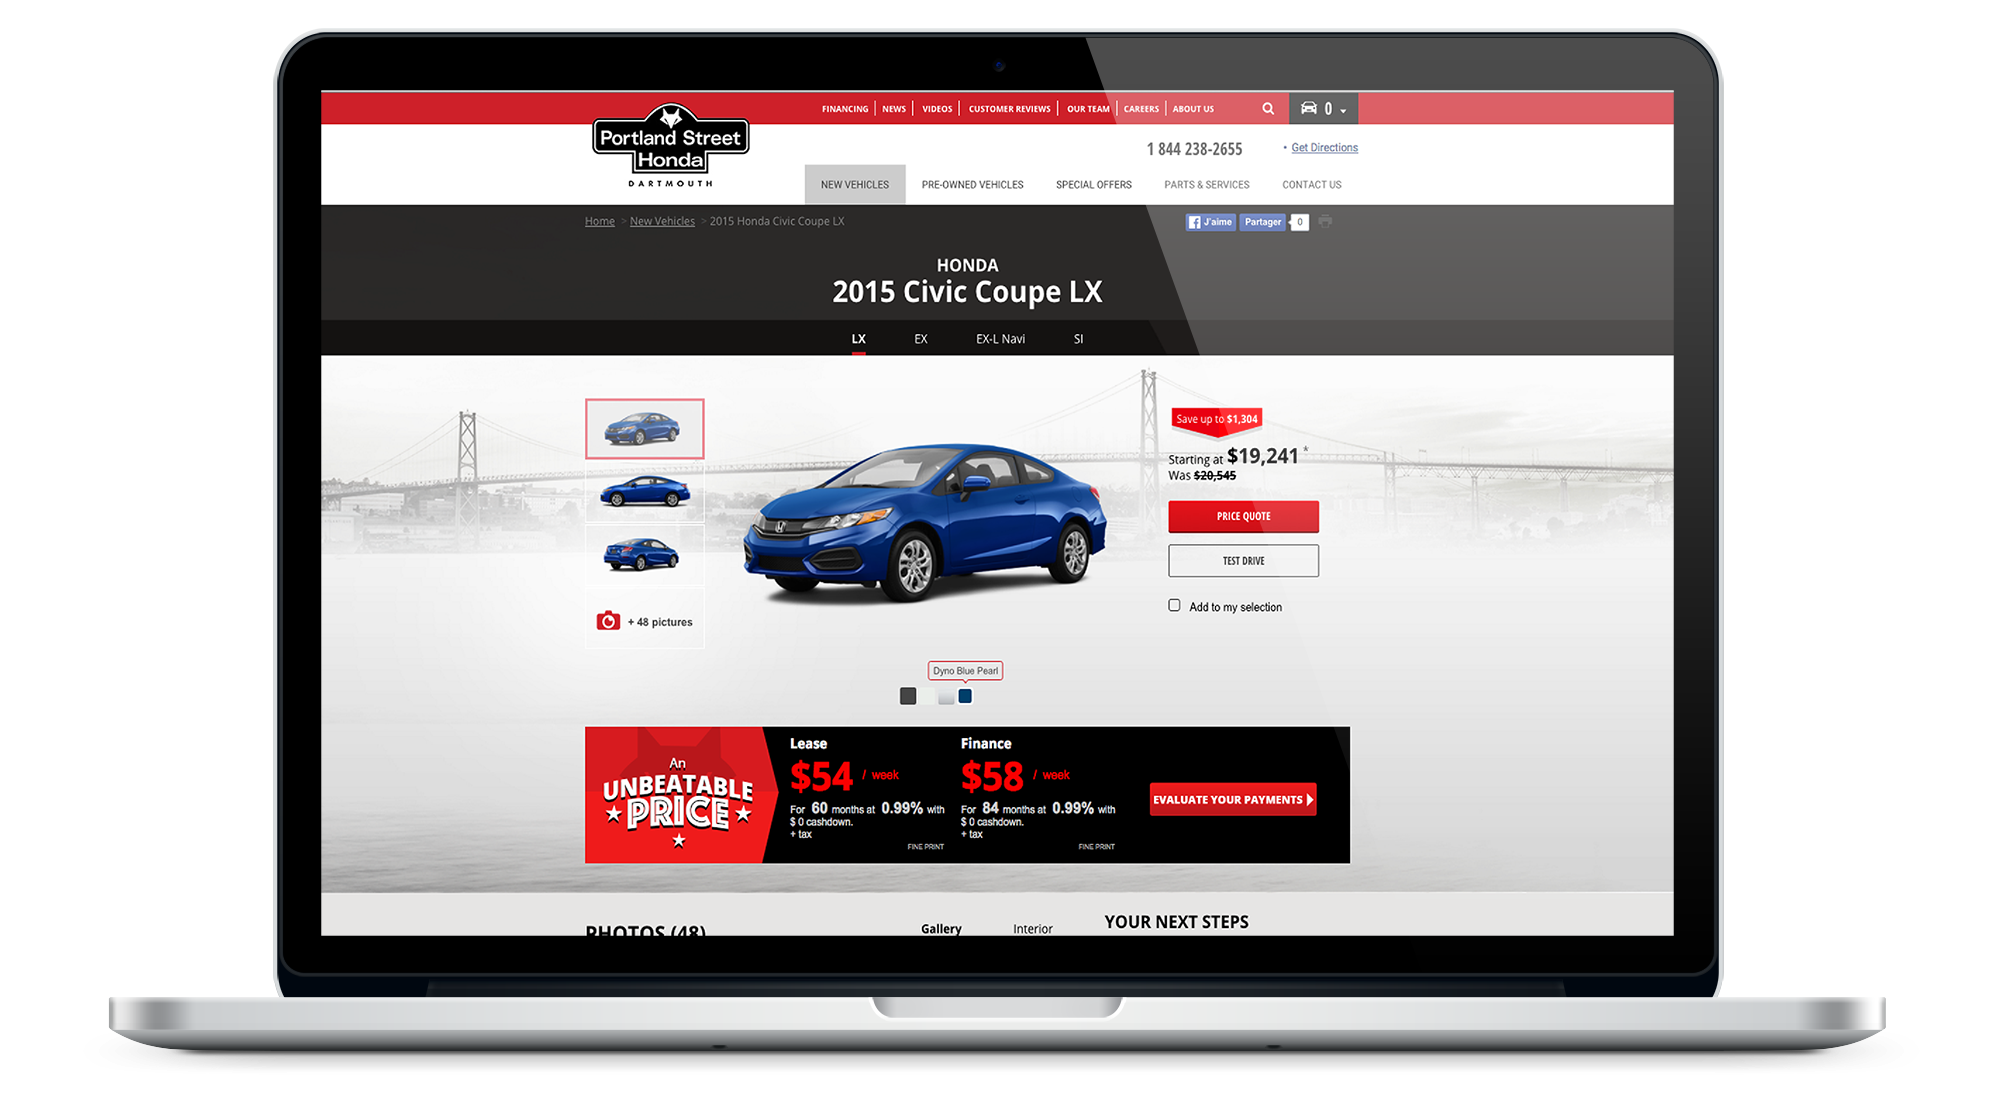 FINANCING NEWS VIDEOS CUSTOMER REVIEWS OUR TEAM CAREERS ABOUT US 0
Portland Street
Honda
DARTMOUTH
1 844 238-2655
• Get Directions
NEW VEHICLES PRE-OWNED VEHICLES SPECIAL OFFERS PARTS & SERVICES CONTACT US
Home > New Vehicles > 2015 Honda Civic Coupe LX
J'aime Partager 0
HONDA
2015 Civic Coupe LX
LX EX EX-L Navi SI
Save up to $1,304
Starting at $19,241 *
Was $20,545
PRICE QUOTE
TEST DRIVE
Add to my selection
+ 48 pictures
Dyno Blue Pearl
An
UNBEATABLE
PRICE
Lease
$54 / week
For 60 months at 0.99% with
$ 0 cashdown.
+ tax
FINE PRINT
Finance
$58 / week
For 84 months at 0.99% with
$ 0 cashdown.
+ tax
FINE PRINT
EVALUATE YOUR PAYMENTS
PHOTOS (48)
Gallery Interior
YOUR NEXT STEPS